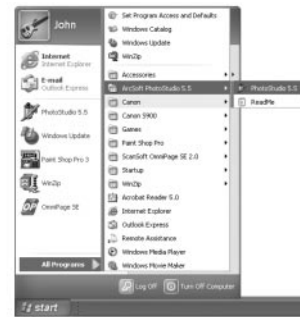 John
Internet
Internet Explorer
E-mail
Outlook Express
PhotoStudio 5.5
Windows Update
Paint Shop Pro 3
WinZip
OmniPage SE
All Programs
Set Program Access and Defaults
Windows Catalog
Windows Update
WinZip
Accessories
ArcSoft PhotoStudio 5.5
Canon
Canon S900
Games
Paint Shop Pro
ScanSoft OmniPage SE 2.0
Startup
WinZip
Acrobat Reader 5.0
Internet Explorer
Outlook Express
Remote Assistance
Windows Media Player
Windows Movie Maker
PhotoStudio 5.5
ReadMe
Log Off
Turn Off Computer
start